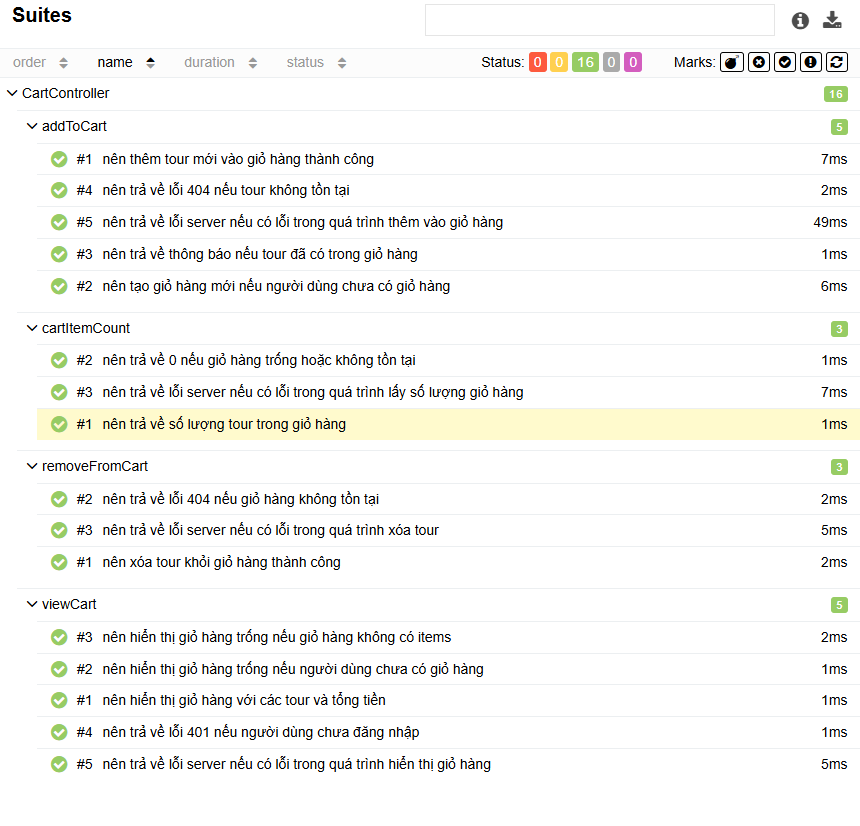 Suites
order name duration status Status: 0 0 16 0 0 Marks:
CartController 16
addToCart 5
#1 nên thêm tour mới vào giỏ hàng thành công 7ms
#4 nên trả về lỗi 404 nếu tour không tồn tại 2ms
#5 nên trả về lỗi server nếu có lỗi trong quá trình thêm vào giỏ hàng 49ms
#3 nên trả về thông báo nếu tour đã có trong giỏ hàng 1ms
#2 nên tạo giỏ hàng mới nếu người dùng chưa có giỏ hàng 6ms
cartItemCount 3
#2 nên trả về 0 nếu giỏ hàng trống hoặc không tồn tại 1ms
#3 nên trả về lỗi server nếu có lỗi trong quá trình lấy số lượng giỏ hàng 7ms
#1 nên trả về số lượng tour trong giỏ hàng 1ms
removeFromCart 3
#2 nên trả về lỗi 404 nếu giỏ hàng không tồn tại 2ms
#3 nên trả về lỗi server nếu có lỗi trong quá trình xóa tour 5ms
#1 nên xóa tour khỏi giỏ hàng thành công 2ms
viewCart 5
#3 nên hiển thị giỏ hàng trống nếu giỏ hàng không có items 2ms
#2 nên hiển thị giỏ hàng trống nếu người dùng chưa có giỏ hàng 1ms
#1 nên hiển thị giỏ hàng với các tour và tổng tiền 1ms
#4 nên trả về lỗi 401 nếu người dùng chưa đăng nhập 1ms
#5 nên trả về lỗi server nếu có lỗi trong quá trình hiển thị giỏ hàng 5ms